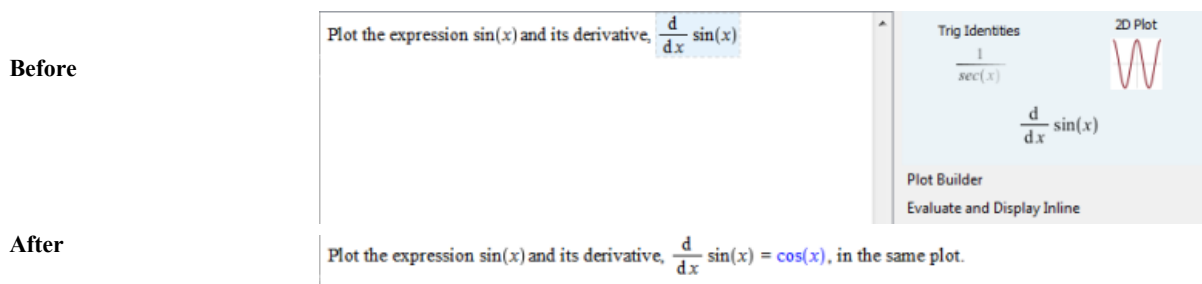 Before
Plot the expression sin(x) and its derivative, d/dx sin(x)
Trig Identities
1/sec(x)
2D Plot
d/dx sin(x)
Plot Builder
Evaluate and Display Inline
After
Plot the expression sin(x) and its derivative, d/dx sin(x) = cos(x), in the same plot.